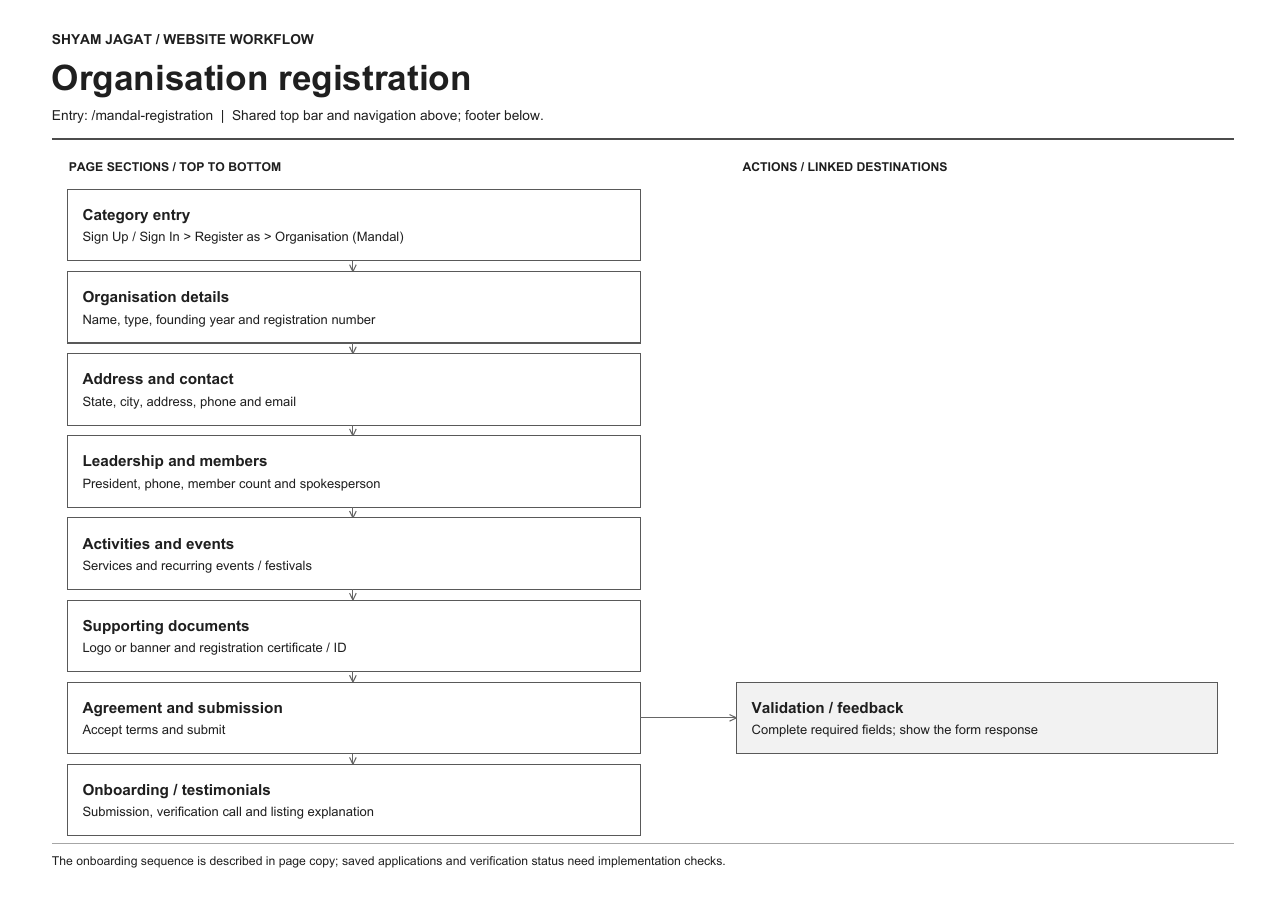 SHYAM JAGAT / WEBSITE WORKFLOW
Organisation registration
Entry: /mandal-registration | Shared top bar and navigation above; footer below.
PAGE SECTIONS / TOP TO BOTTOM
ACTIONS / LINKED DESTINATIONS
Category entry
Sign Up / Sign In > Register as > Organisation (Mandal)
Organisation details
Name, type, founding year and registration number
Address and contact
State, city, address, phone and email
Leadership and members
President, phone, member count and spokesperson
Activities and events
Services and recurring events / festivals
Supporting documents
Logo or banner and registration certificate / ID
Agreement and submission
Accept terms and submit
Validation / feedback
Complete required fields; show the form response
Onboarding / testimonials
Submission, verification call and listing explanation
The onboarding sequence is described in page copy; saved applications and verification status need implementation checks.